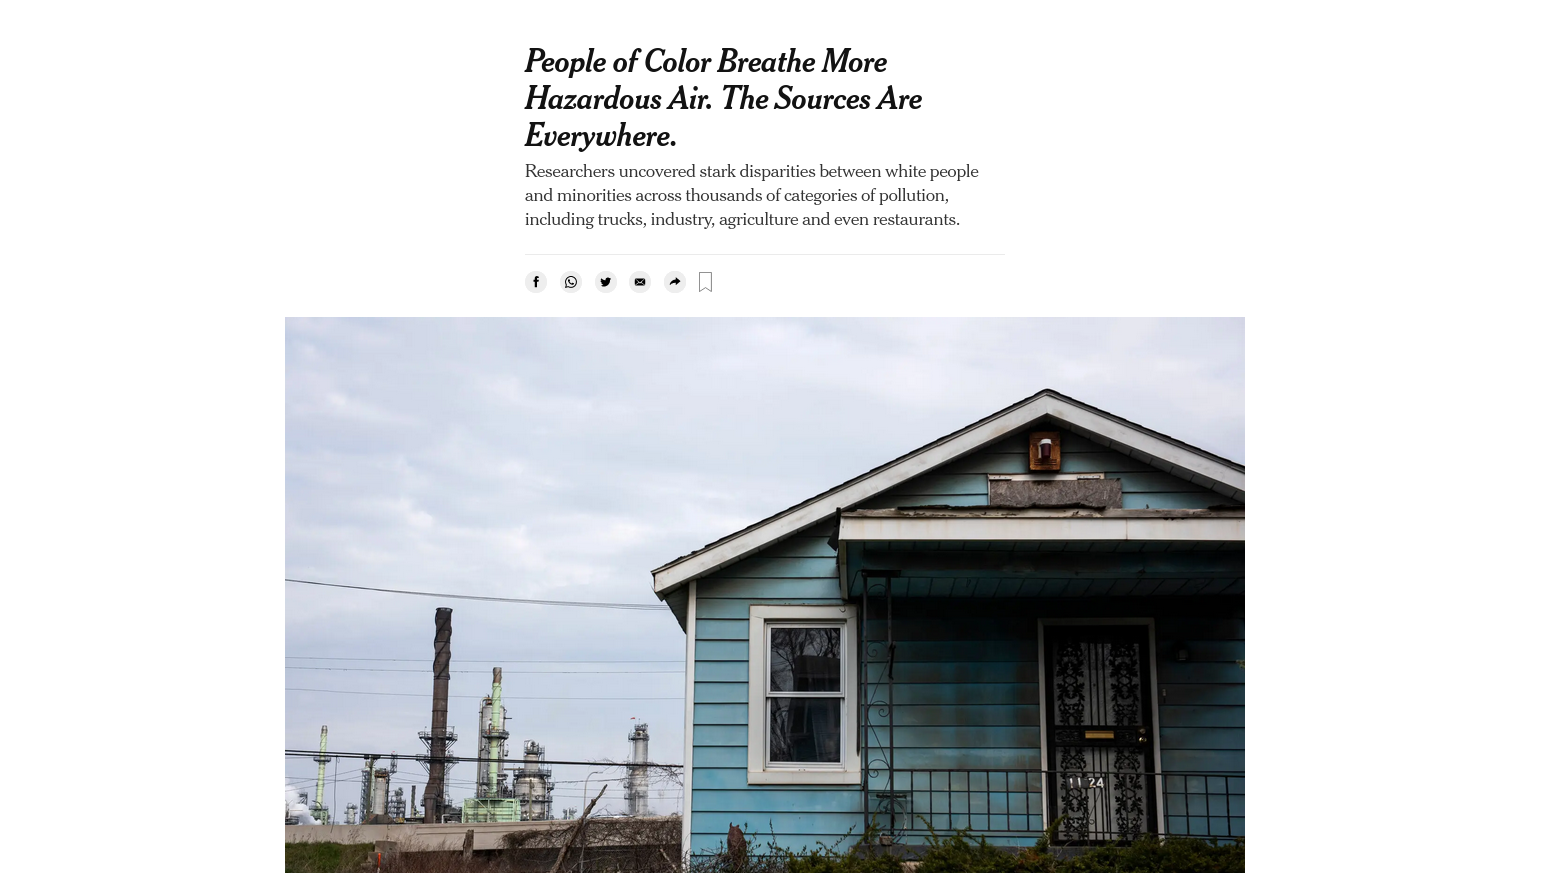 People of Color Breathe More
Hazardous Air. The Sources Are
Everywhere.
Researchers uncovered stark disparities between white people
and minorities across thousands of categories of pollution,
including trucks, industry, agriculture and even restaurants.
1124